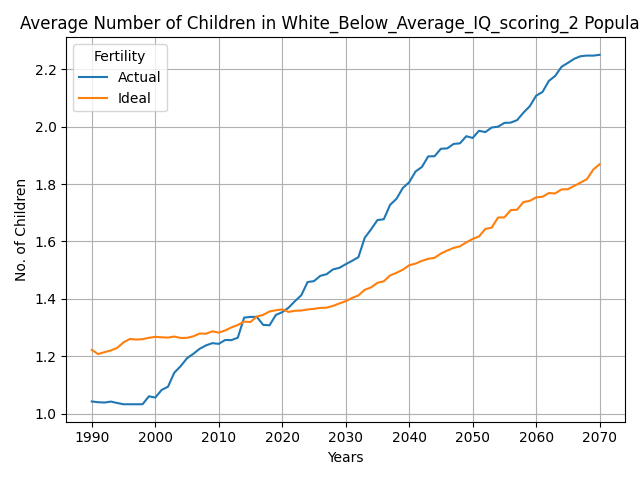 Average Number of Children in White_Below_Average_IQ_scoring_2 Popula
Fertility
Actual
Ideal
No. of Children
2.2
2.0
1.8
1.6
1.4
1.2
1.0
1990 2000 2010 2020 2030 2040 2050 2060 2070
Years